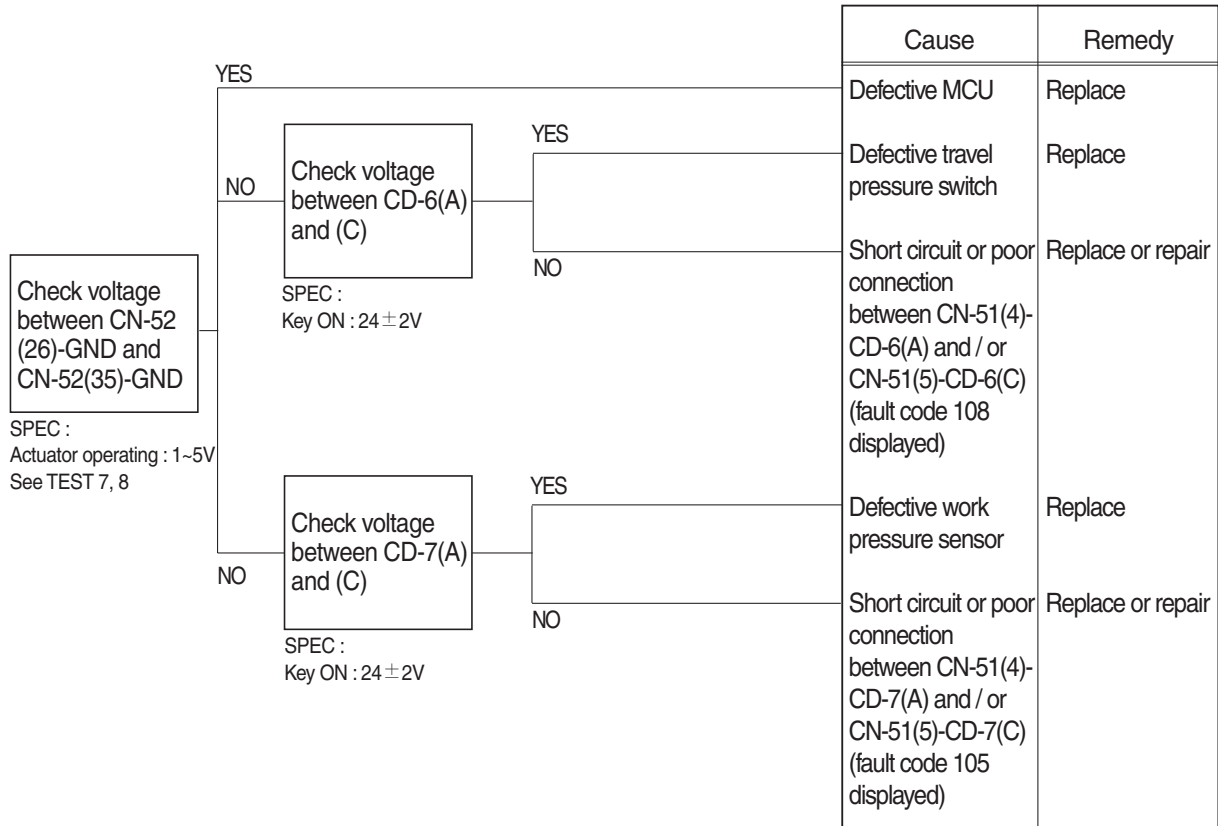 Cause
Remedy
YES
Defective MCU
Replace
YES
NO
Check voltage
between CD-6(A)
and (C)
Defective travel
pressure switch
Replace
NO
SPEC :
Key ON : 24±2V
Short circuit or poor
connection
between CN-51(4)-
CD-6(A) and / or
CN-51(5)-CD-6(C)
(fault code 108
displayed)
Replace or repair
Check voltage
between CN-52
(26)-GND and
CN-52(35)-GND
SPEC :
Actuator operating : 1~5V
See TEST 7, 8
YES
NO
Check voltage
between CD-7(A)
and (C)
Defective work
pressure sensor
Replace
NO
SPEC :
Key ON : 24±2V
Short circuit or poor
connection
between CN-51(4)-
CD-7(A) and / or
CN-51(5)-CD-7(C)
(fault code 105
displayed)
Replace or repair